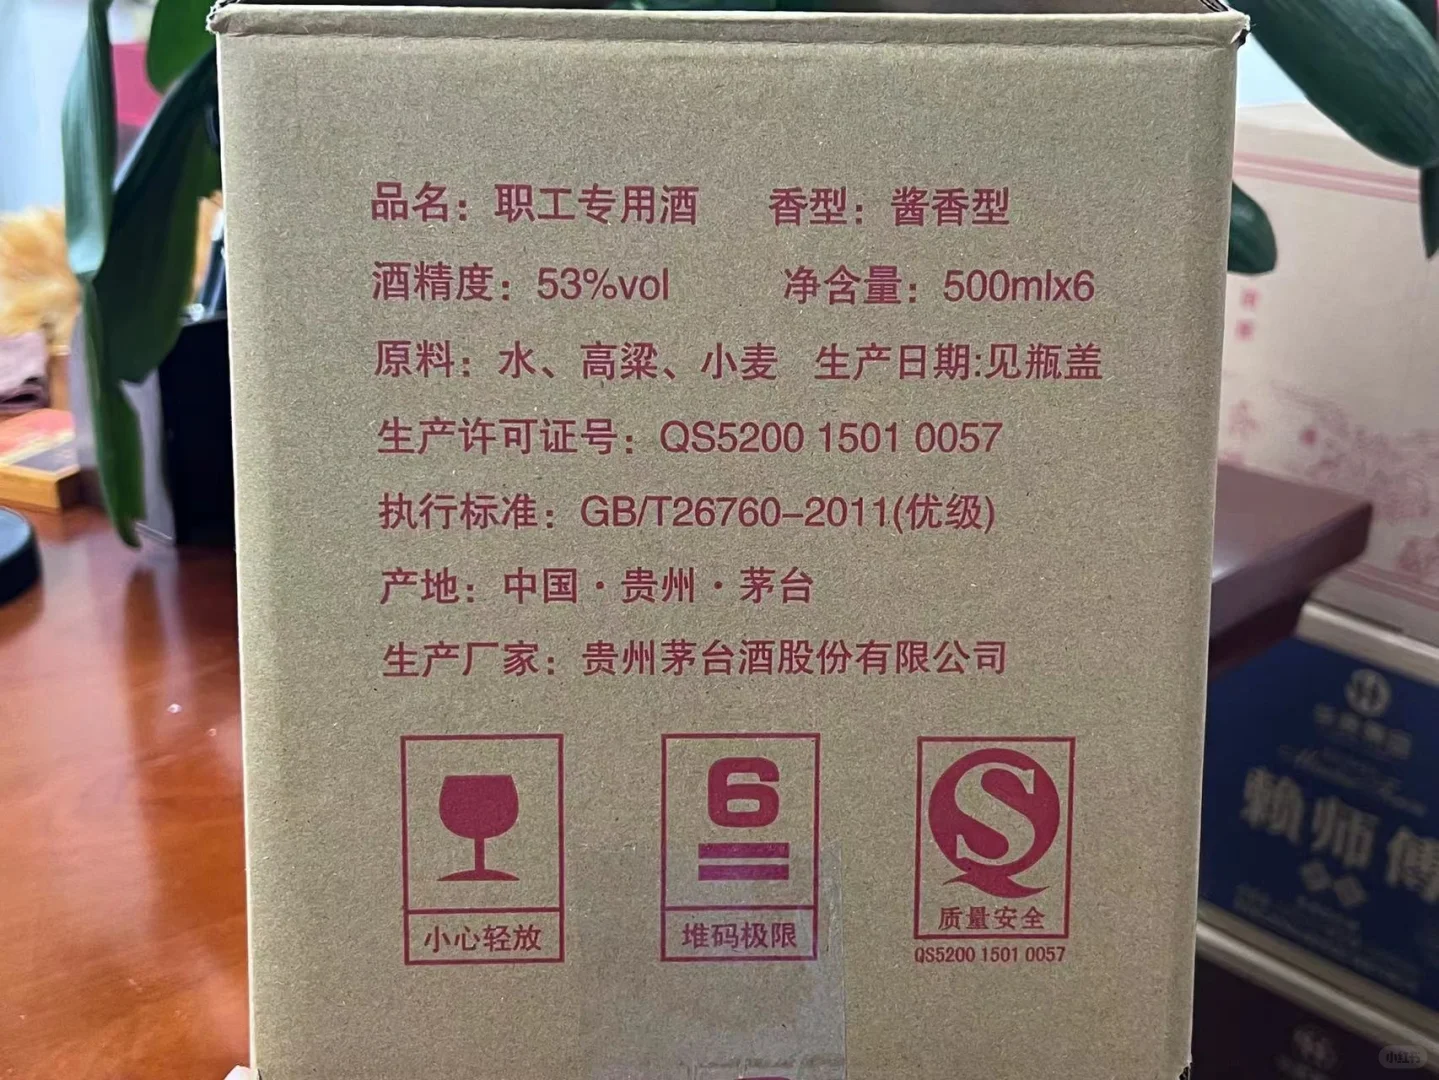 品名：职工专用酒 香型：酱香型
酒精度：53%vol 净含量：500mlx6
原料：水、高粱、小麦 生产日期:见瓶盖
生产许可证号：QS5200 1501 0057
执行标准：GB/T26760-2011(优级)
产地：中国·贵州·茅台
生产厂家：贵州茅台酒股份有限公司
6
小心轻放
堆码极限
质量安全
QS5200 1501 0057
賴师傅
小红书